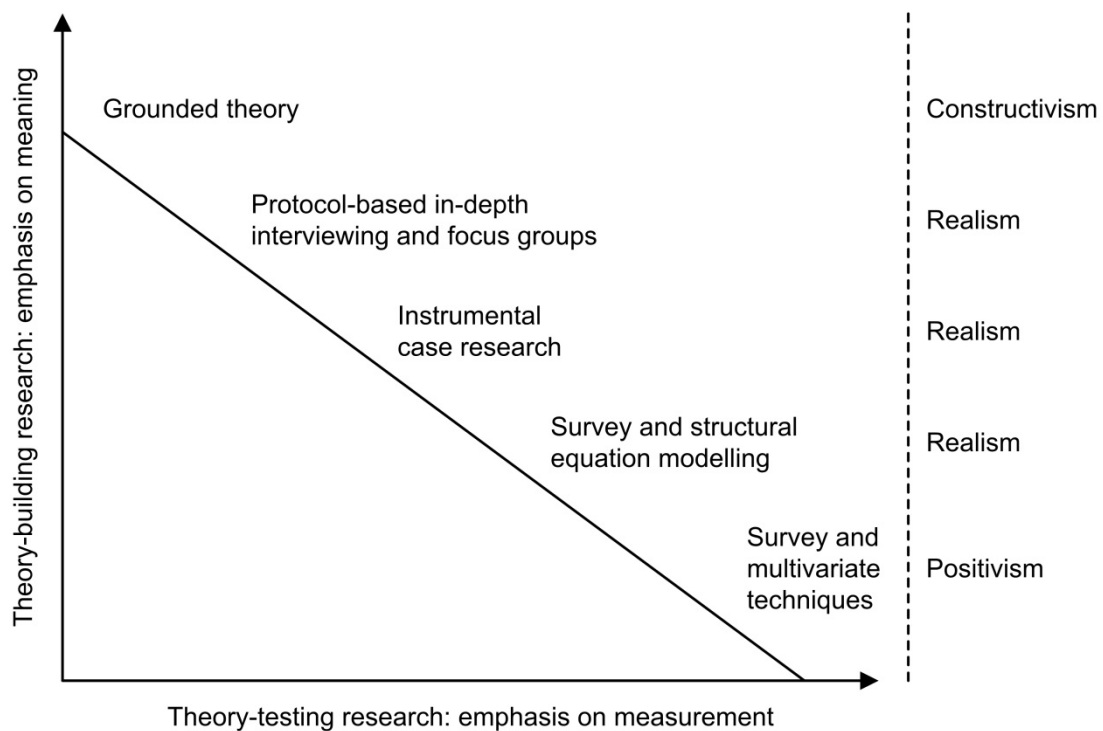 Theory-building research: emphasis on meaning
Grounded theory
Constructivism
Protocol-based in-depth
interviewing and focus groups
Realism
Instrumental
case research
Realism
Survey and structural
equation modelling
Realism
Survey and
multivariate
techniques
Positivism
Theory-testing research: emphasis on measurement